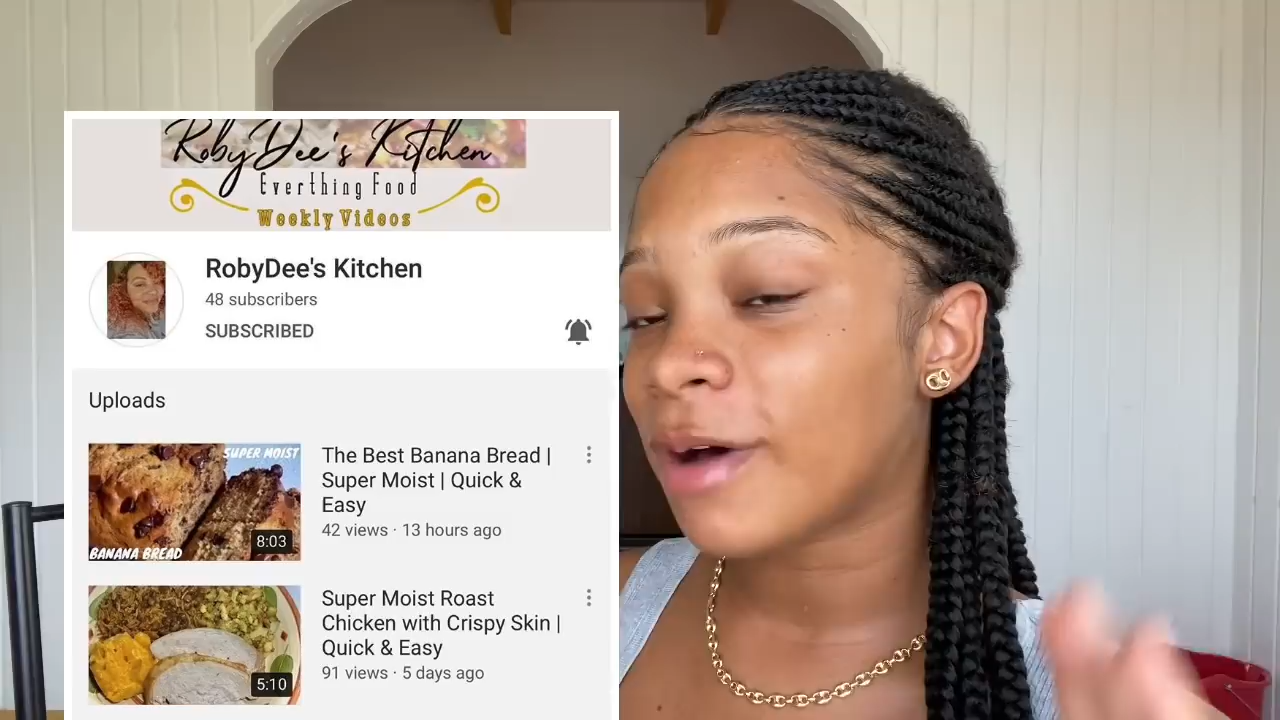 RobyDee's Kitchen
Everthing Food
Weekly Videos
RobyDee's Kitchen
48 subscribers
SUBSCRIBED
Uploads
SUPER MOIST
BANANA BREAD
8:03
The Best Banana Bread |
Super Moist | Quick &
Easy
42 views · 13 hours ago
5:10
Super Moist Roast
Chicken with Crispy Skin |
Quick & Easy
91 views · 5 days ago